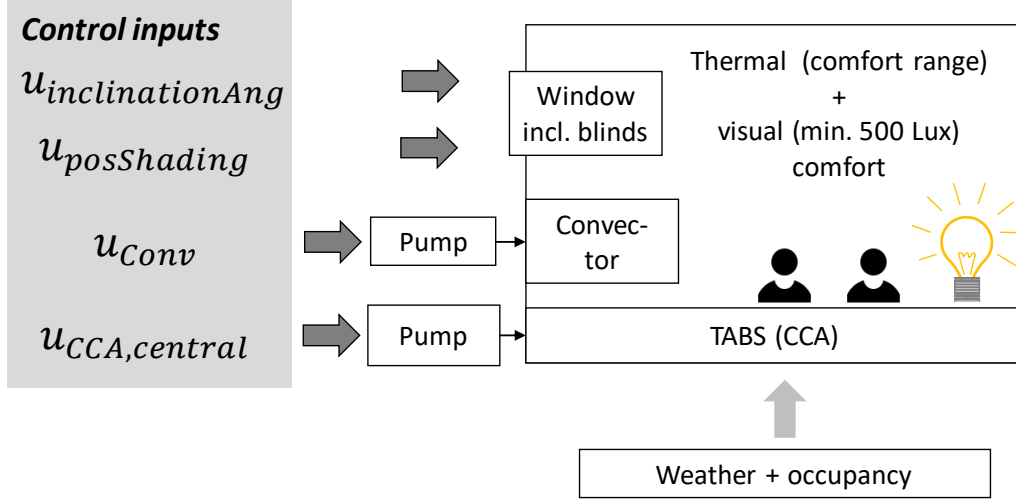 Control inputs
u_inclinationAng
u_posShading
u_Conv
u_CCA,central
Pump
Pump
Window
incl. blinds
Convec-
tor
Thermal (comfort range)
+
visual (min. 500 Lux)
comfort
TABS (CCA)
Weather + occupancy